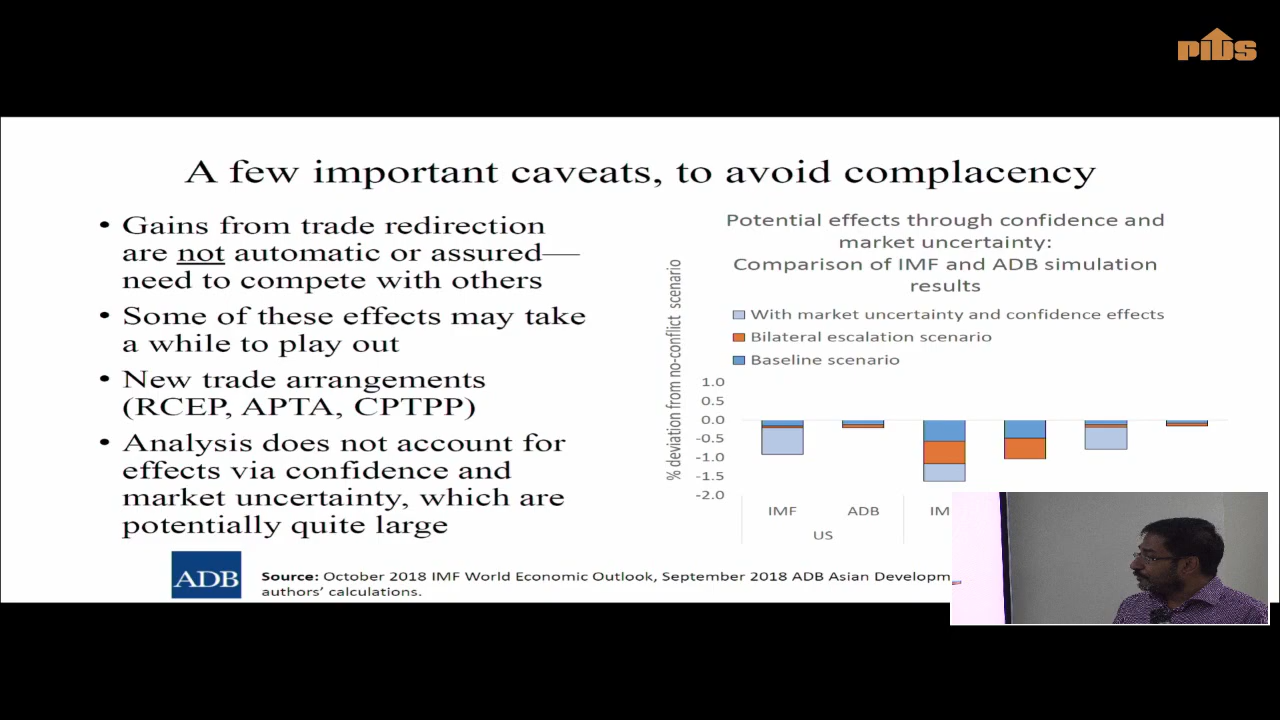 PIDS
A few important caveats, to avoid complacency
• Gains from trade redirection
are not automatic or assured—
need to compete with others
• Some of these effects may take
a while to play out
• New trade arrangements
(RCEP, APTA, CPTPP)
• Analysis does not account for
effects via confidence and
market uncertainty, which are
potentially quite large
Potential effects through confidence and
market uncertainty:
Comparison of IMF and ADB simulation
results
% deviation from no-conflict scenario
With market uncertainty and confidence effects
Bilateral escalation scenario
Baseline scenario
1.0
0.5
0.0
-0.5
-1.0
-1.5
-2.0
IMF ADB
US
ADB
Source: October 2018 IMF World Economic Outlook, September 2018 ADB Asian
authors’ calculations.